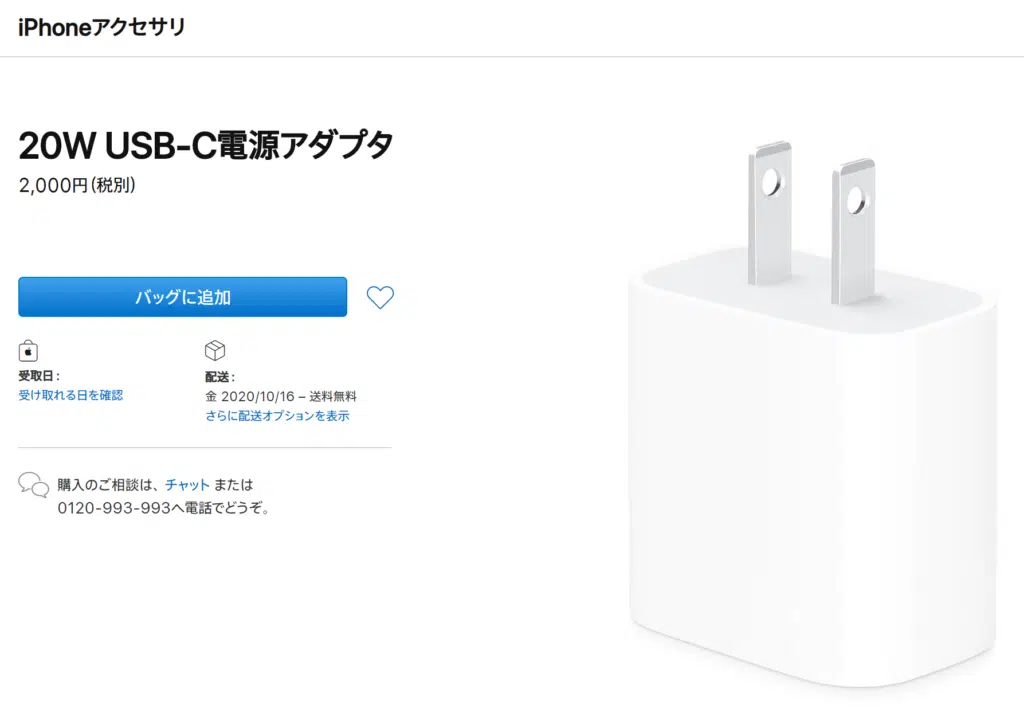 iPhoneアクセサリ
20W USB-C電源アダプタ
2,000円(税別)
バッグに追加
受取日:
受け取れる日を確認
配送:
金 2020/10/16 – 送料無料
さらに配送オプションを表示
購入のご相談は、チャット または
0120-993-993へ電話でどうぞ。